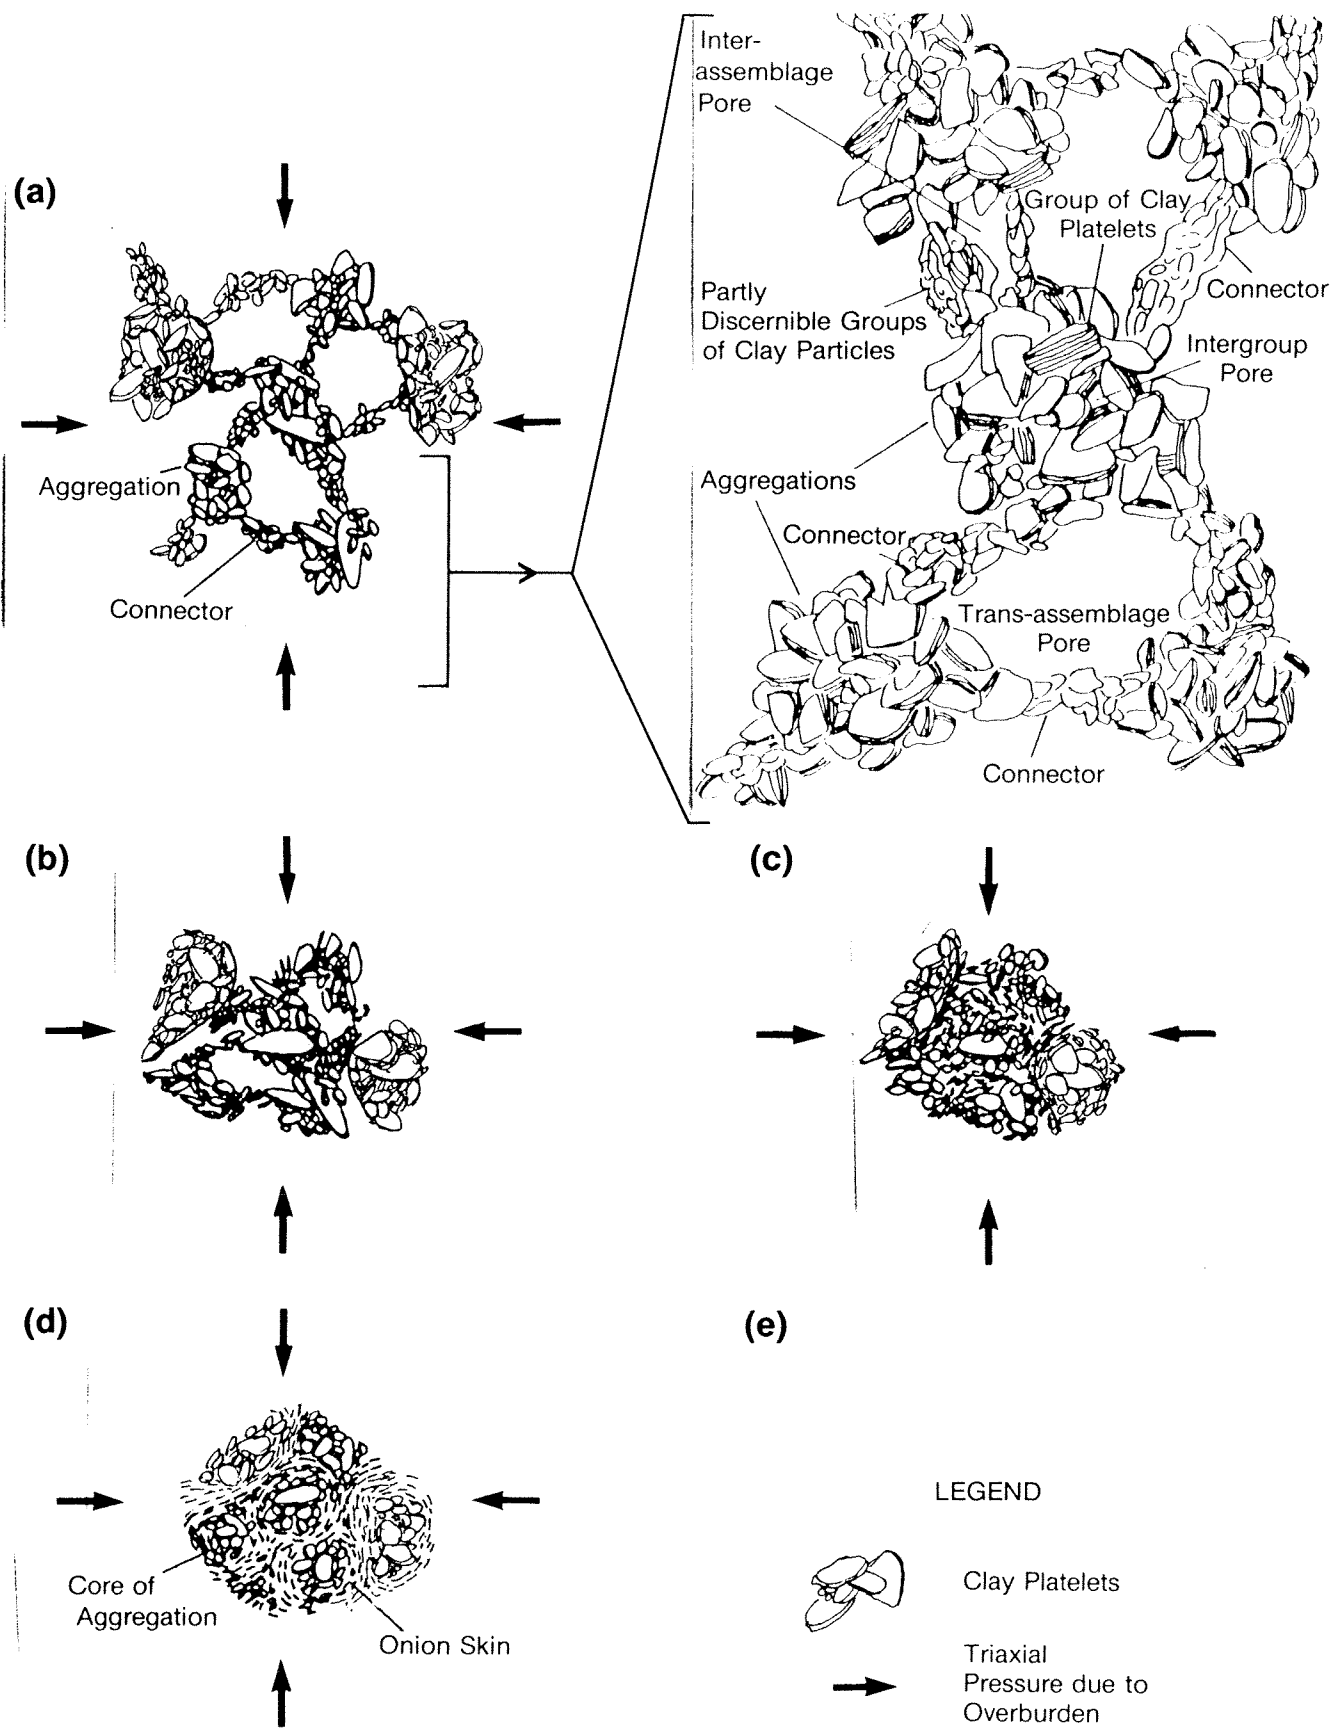 (a)
Aggregation
Connector
Inter-
assemblage
Pore
Group of Clay
Platelets
Connector
Partly
Discernible Groups
of Clay Particles
Intergroup
Pore
Aggregations
Connector
Trans-assemblage
Pore
Connector
(b)
(c)
(d)
Core of
Aggregation
Onion Skin
(e)
LEGEND
Clay Platelets
Triaxial
Pressure due to
Overburden